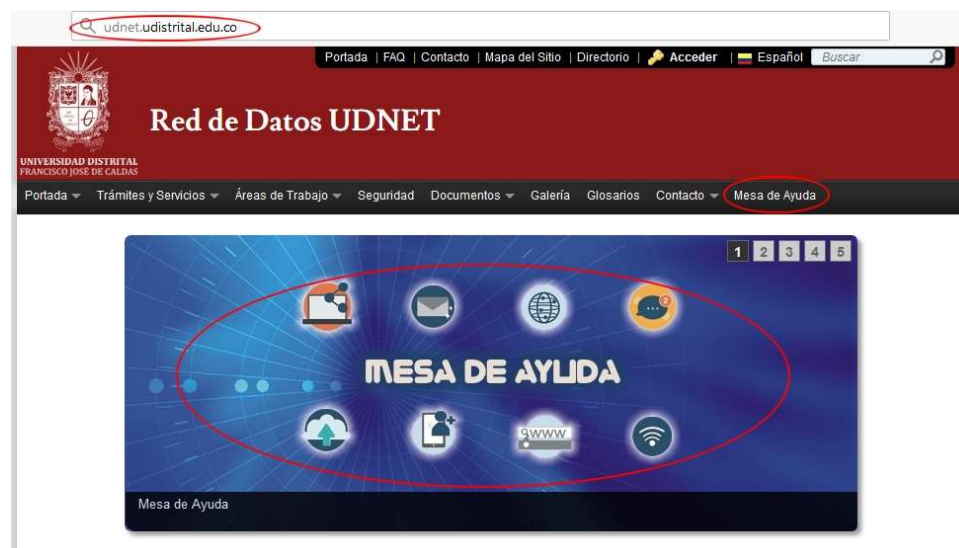 udnet.udistrital.edu.co
Portada | FAQ | Contacto | Mapa del Sitio | Directorio | Acceder | Español Buscar
Red de Datos UDNET
UNIVERSIDAD DISTRITAL
FRANCISCO JOSÉ DE CALDAS
Portada Trámites y Servicios Áreas de Trabajo Seguridad Documentos Galería Glosarios Contacto Mesa de Ayuda
1 2 3 4 5
MESA DE AYUDA
WWW
Mesa de Ayuda